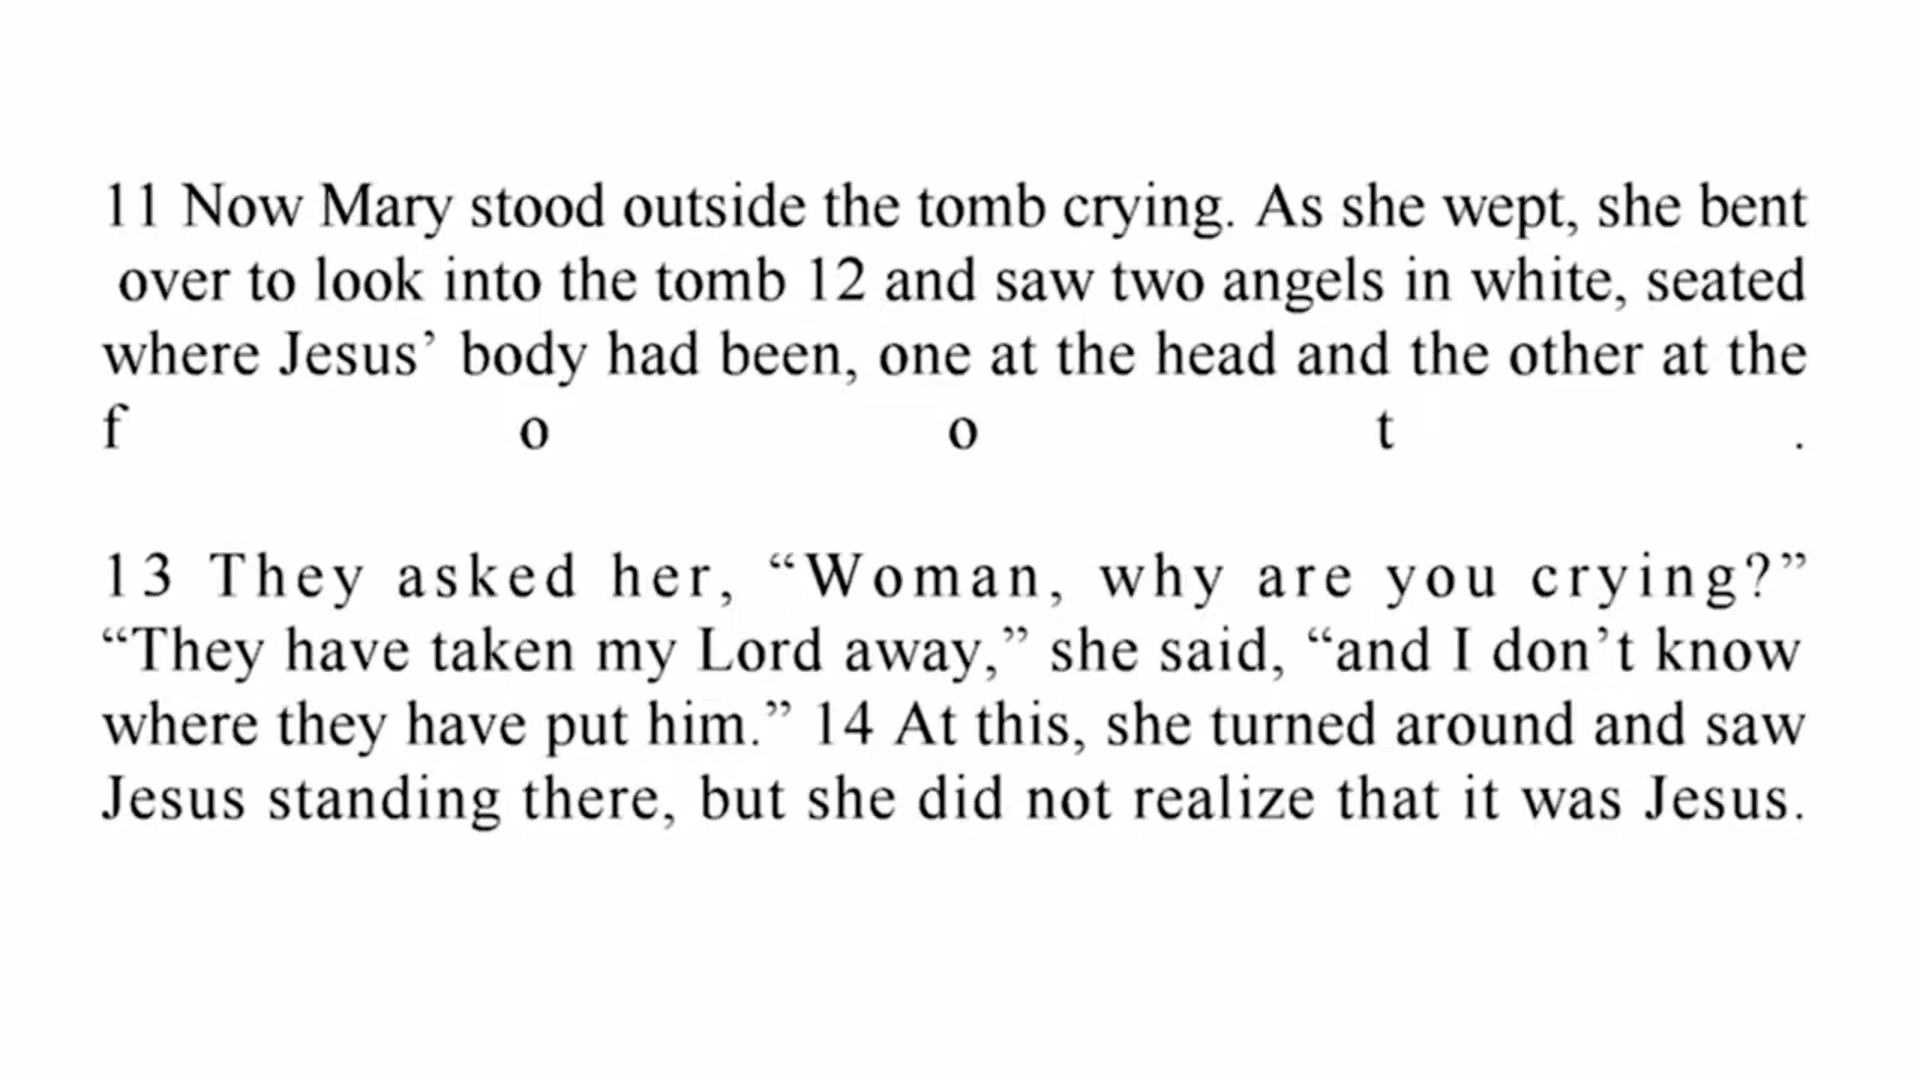 11 Now Mary stood outside the tomb crying. As she wept, she bent
over to look into the tomb 12 and saw two angels in white, seated
where Jesus’ body had been, one at the head and the other at the
foot.
13 They asked her, “Woman, why are you crying?”
“They have taken my Lord away,” she said, “and I don’t know
where they have put him.” 14 At this, she turned around and saw
Jesus standing there, but she did not realize that it was Jesus.